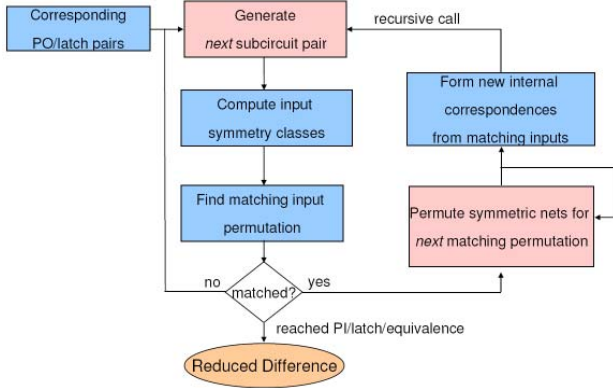 Corresponding
PO/latch pairs
Generate
next subcircuit pair
recursive call
Compute input
symmetry classes
Form new internal
correspondences
from matching inputs
Find matching input
permutation
Permute symmetric nets for
next matching permutation
no
matched?
yes
reached PI/latch/equivalence
Reduced Difference